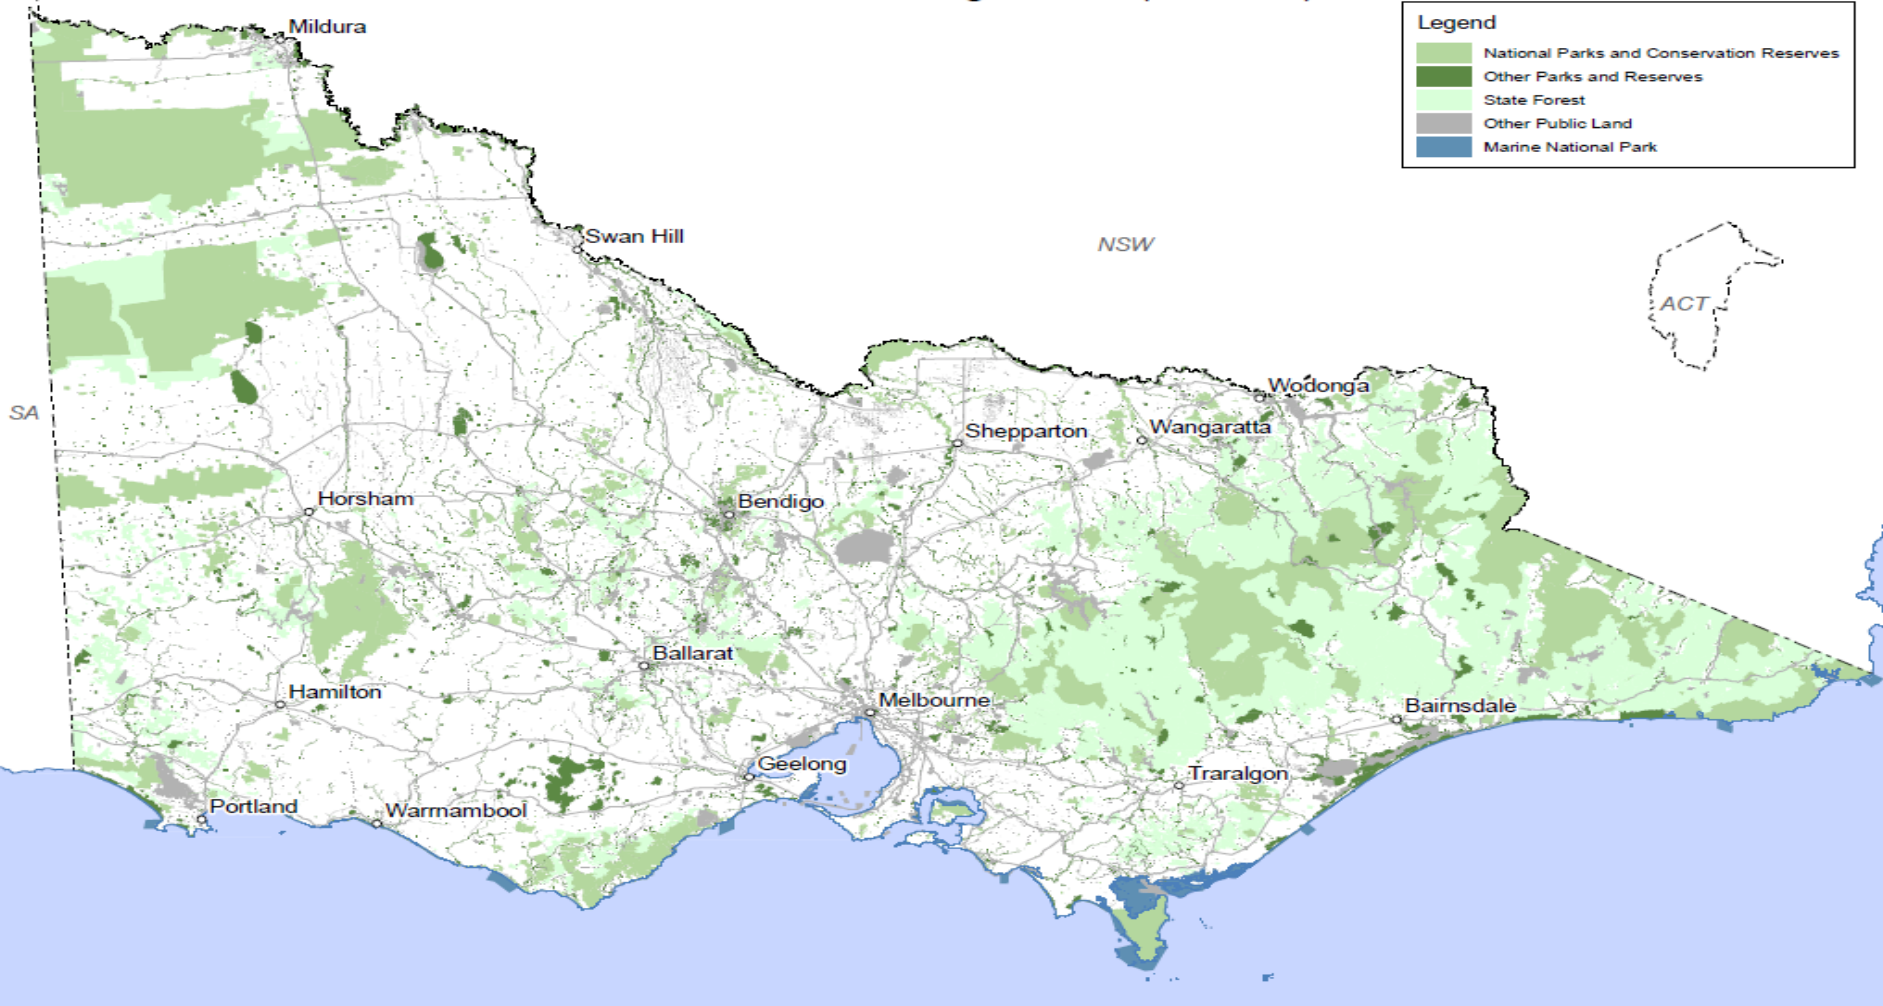 Legend
National Parks and Conservation Reserves
Other Parks and Reserves
State Forest
Other Public Land
Marine National Park
Mildura
Swan Hill
NSW
ACT
SA
Wodonga
Shepparton
Wangaratta
Horsham
Bendigo
Ballarat
Hamilton
Melbourne
Bairnsdale
Geelong
Traralgon
Portland
Warrnambool